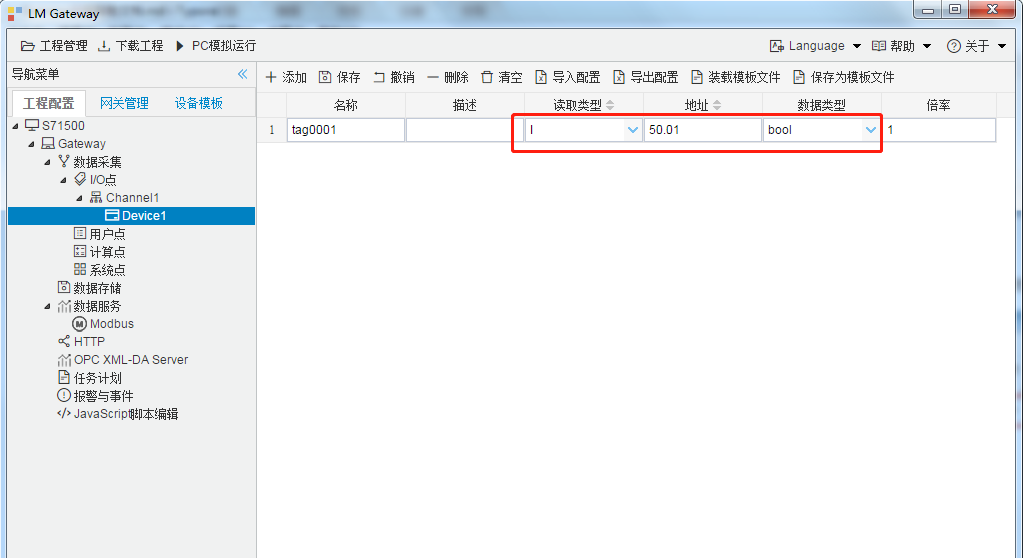 LM Gateway
工程管理 下载工程 PC模拟运行 Language 帮助 关于
导航菜单
工程配置 网关管理 设备模板
S71500
Gateway
数据采集
I/O点
Channel1
Device1
用户点
计算点
系统点
数据存储
数据服务
Modbus
HTTP
OPC XML-DA Server
任务计划
报警与事件
JavaScript脚本编辑
添加 保存 撤销 删除 清空 导入配置 导出配置 装载模板文件 保存为模板文件
名称 描述 读取类型 地址 数据类型 倍率
1 tag0001 I 50.01 bool 1